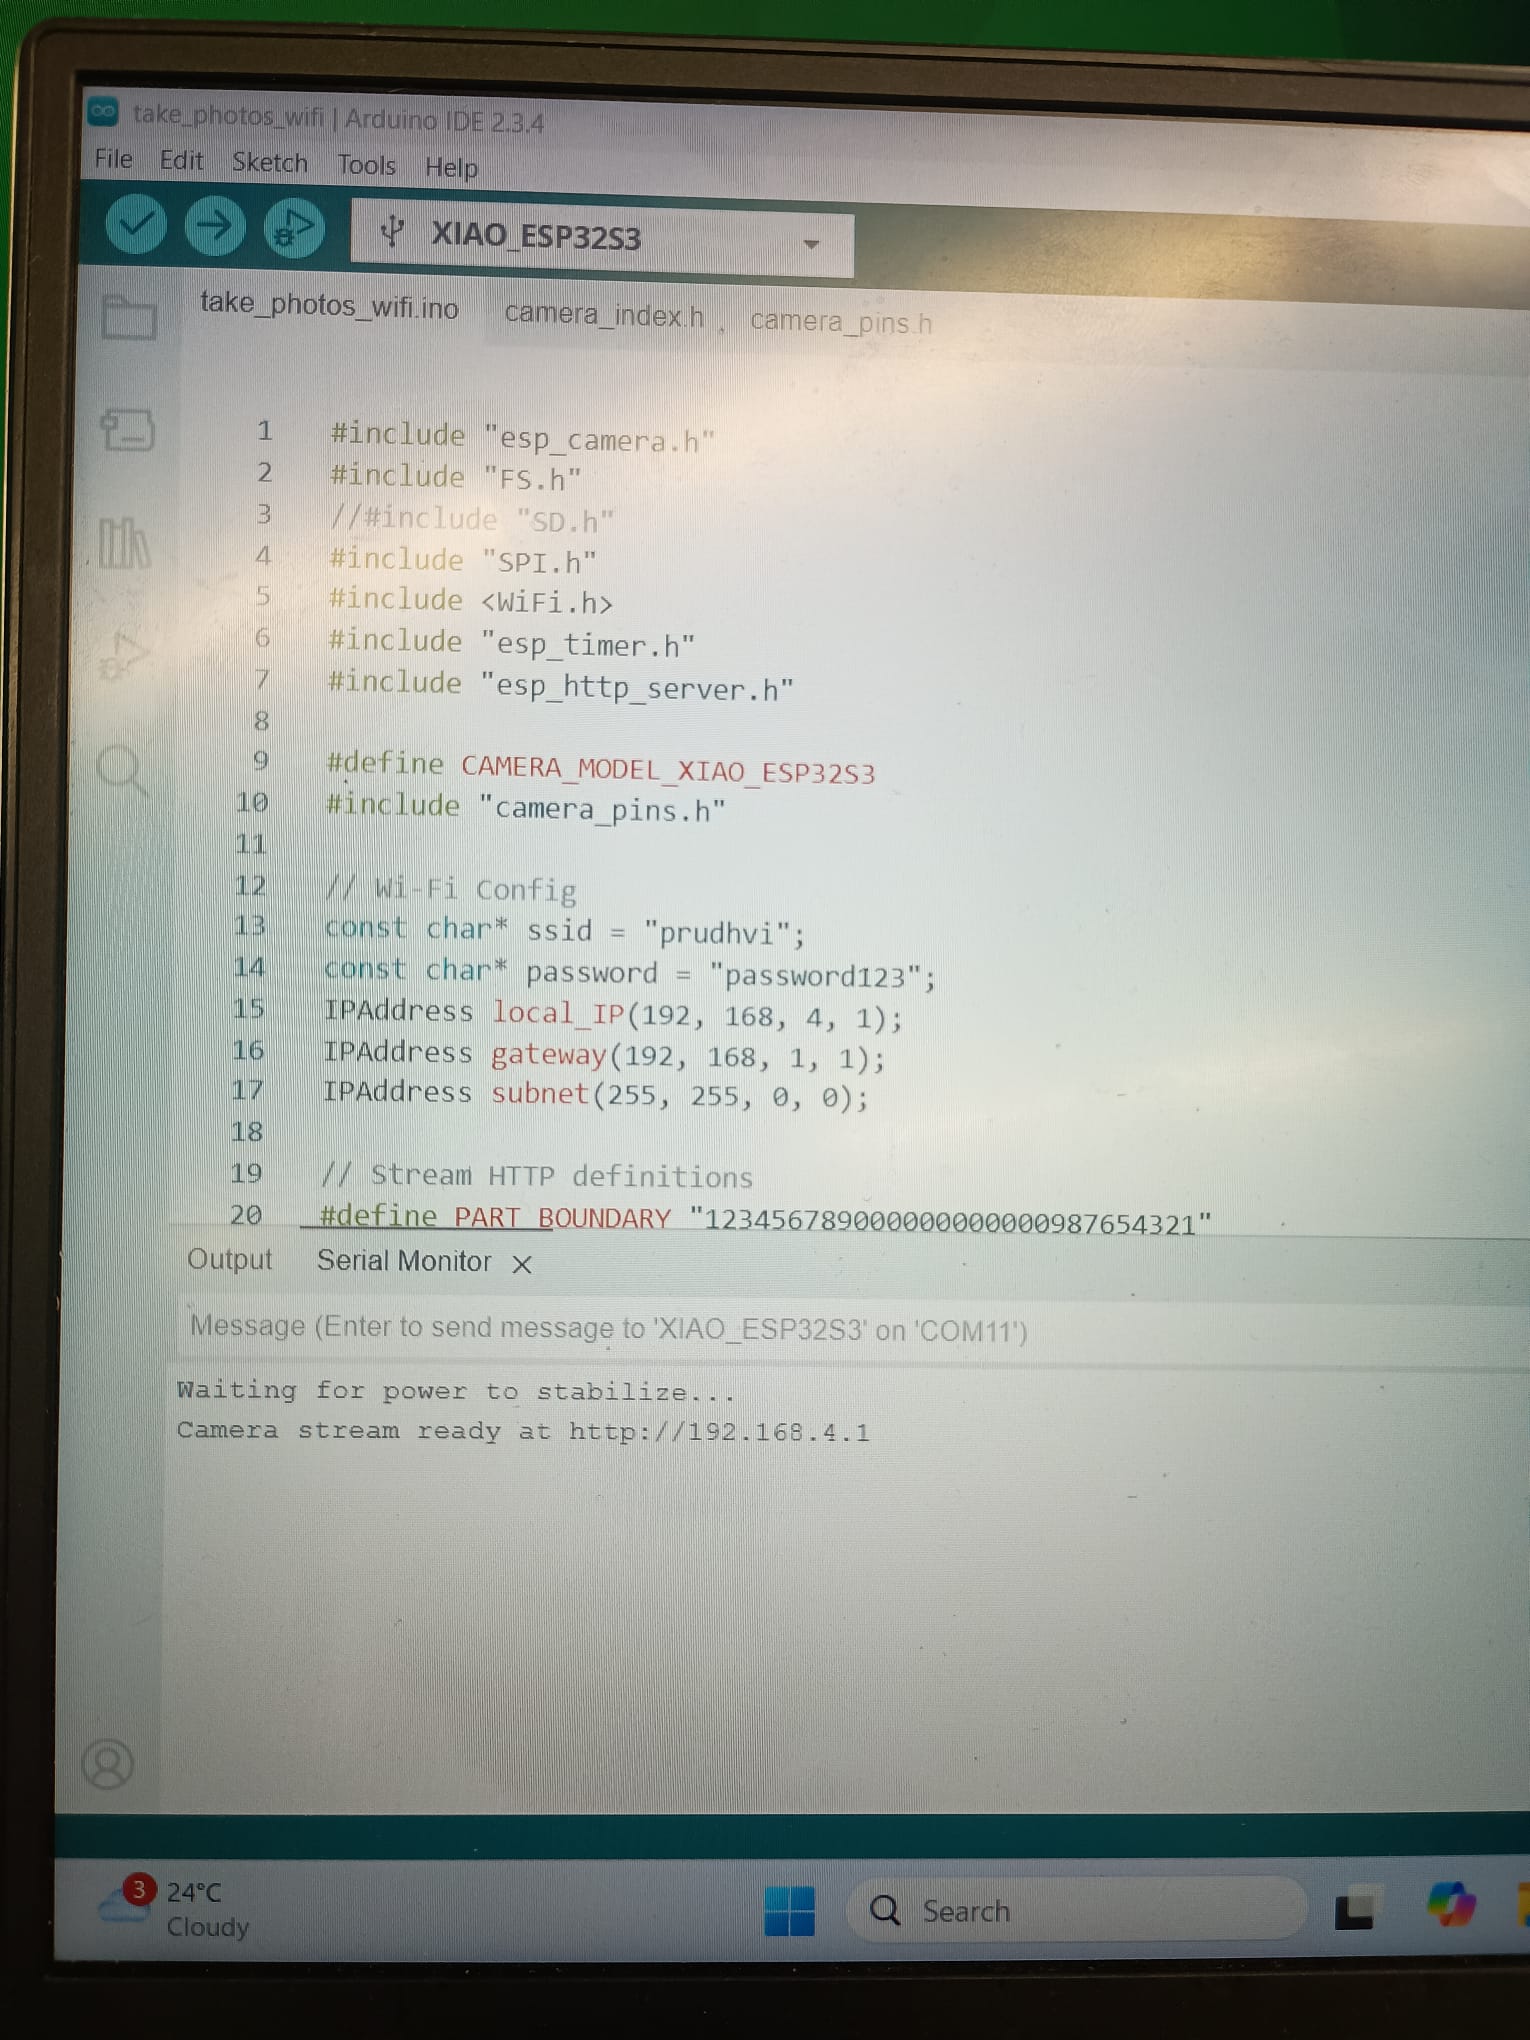 take_photos_wifi | Arduino IDE 2.3.4
File Edit Sketch Tools Help
XIAO_ESP32S3
take_photos_wifi.ino camera_index.h camera_pins.h
1 #include "esp_camera.h"
2 #include "FS.h"
3 //#include "SD.h"
4 #include "SPI.h"
5 #include <WiFi.h>
6 #include "esp_timer.h"
7 #include "esp_http_server.h"
8
9 #define CAMERA_MODEL_XIAO_ESP32S3
10 #include "camera_pins.h"
11
12 // Wi-Fi Config
13 const char* ssid = "prudhvi";
14 const char* password = "password123";
15 IPAddress local_IP(192, 168, 4, 1);
16 IPAddress gateway(192, 168, 1, 1);
17 IPAddress subnet(255, 255, 0, 0);
18
19 // Stream HTTP definitions
20 #define PART_BOUNDARY "123456789000000000000987654321"
Output Serial Monitor X
Message (Enter to send message to 'XIAO_ESP32S3' on 'COM11')
Waiting for power to stabilize...
Camera stream ready at http://192.168.4.1
3 24°C
Cloudy
Search